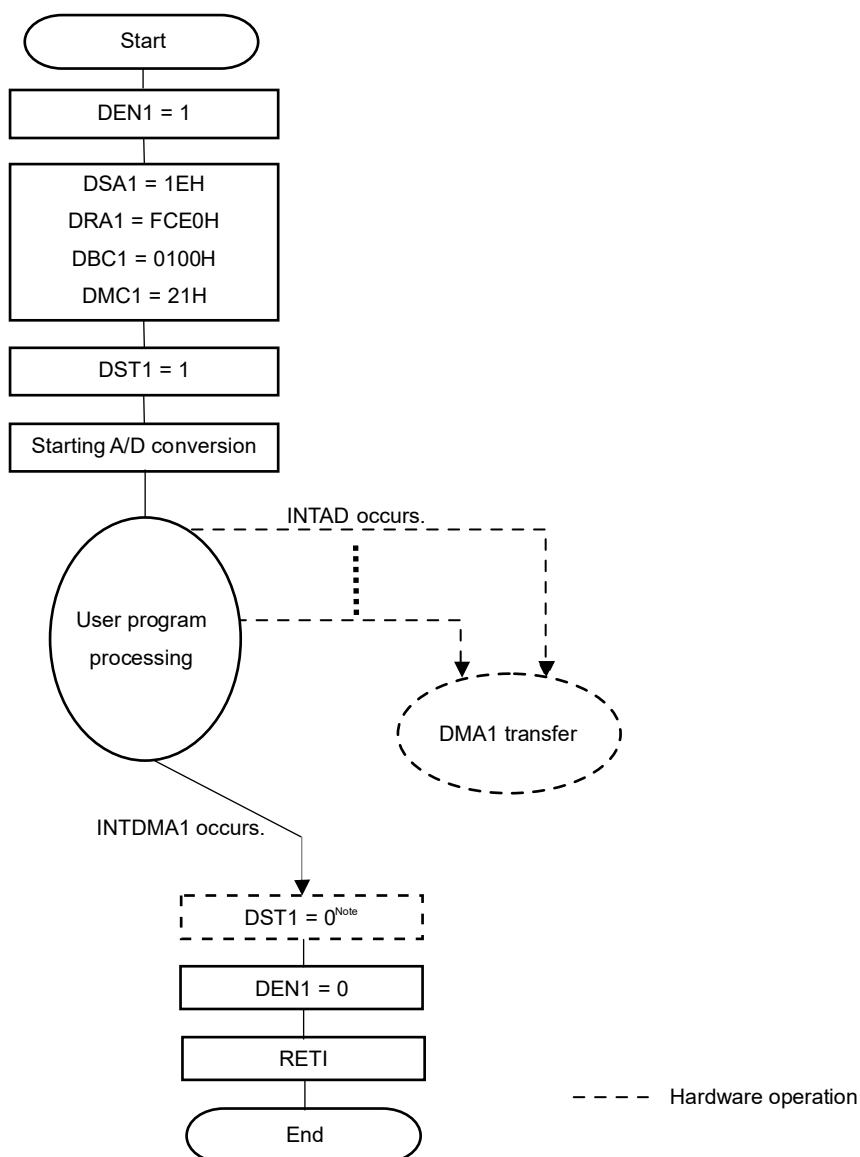 Start
DEN1 = 1
DSA1 = 1EH
DRA1 = FCE0H
DBC1 = 0100H
DMC1 = 21H
DST1 = 1
Starting A/D conversion
INTAD occurs.
User program
processing
DMA1 transfer
INTDMA1 occurs.
DST1 = 0Note
DEN1 = 0
RETI
Hardware operation
End